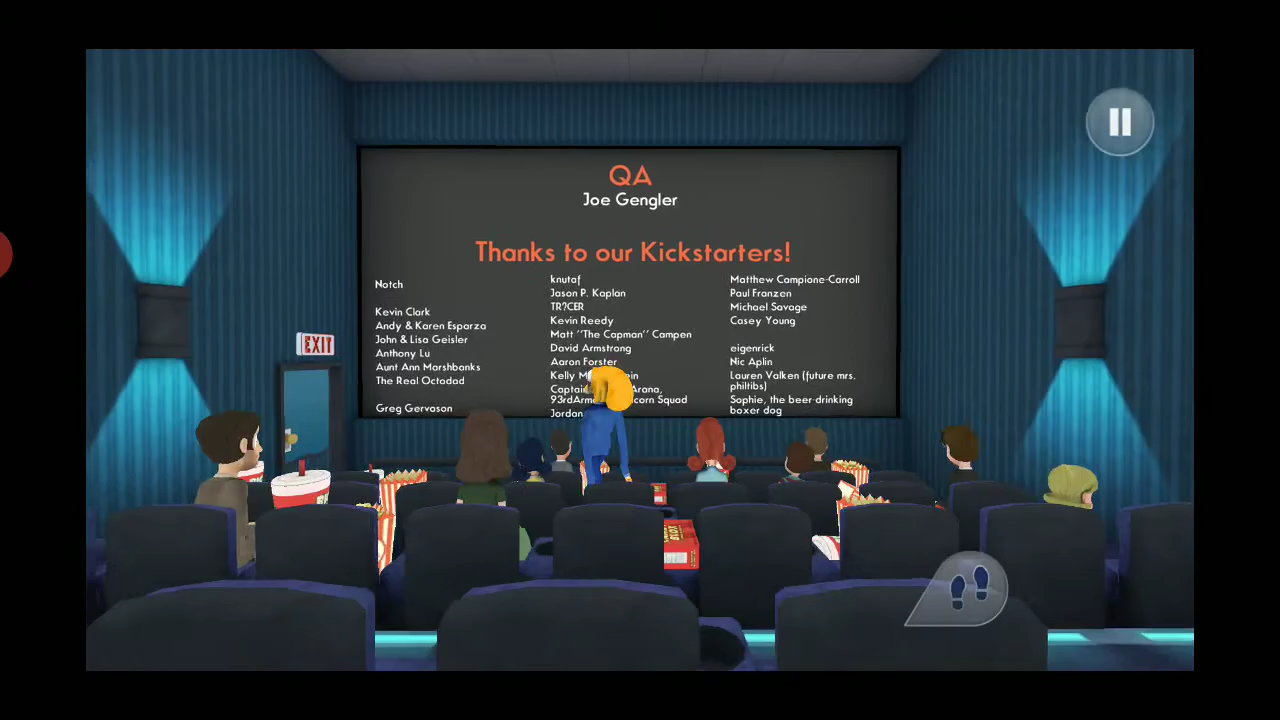 QA
Joe Gengler
Thanks to our Kickstarters!
Notch
Kevin Clark
Andy & Karen Esparza
John & Lisa Geisler
Anthony Lu
Aunt Ann Marshbanks
The Real Octodad
Greg Gervason
knutaf
Jason P. Kaplan
TR?CER
Kevin Reedy
Matt "The Capman" Campen
David Armstrong
Aaron Forster
Kelly
Arana,
Squad
Jordan
Matthew Campione-Carroll
Paul Franzen
Michael Savage
Casey Young
eigenrick
Nic Aplin
Lauren Valken (future mrs.
philtibs)
Sophie, the beer-drinking
boxer dog
EXIT